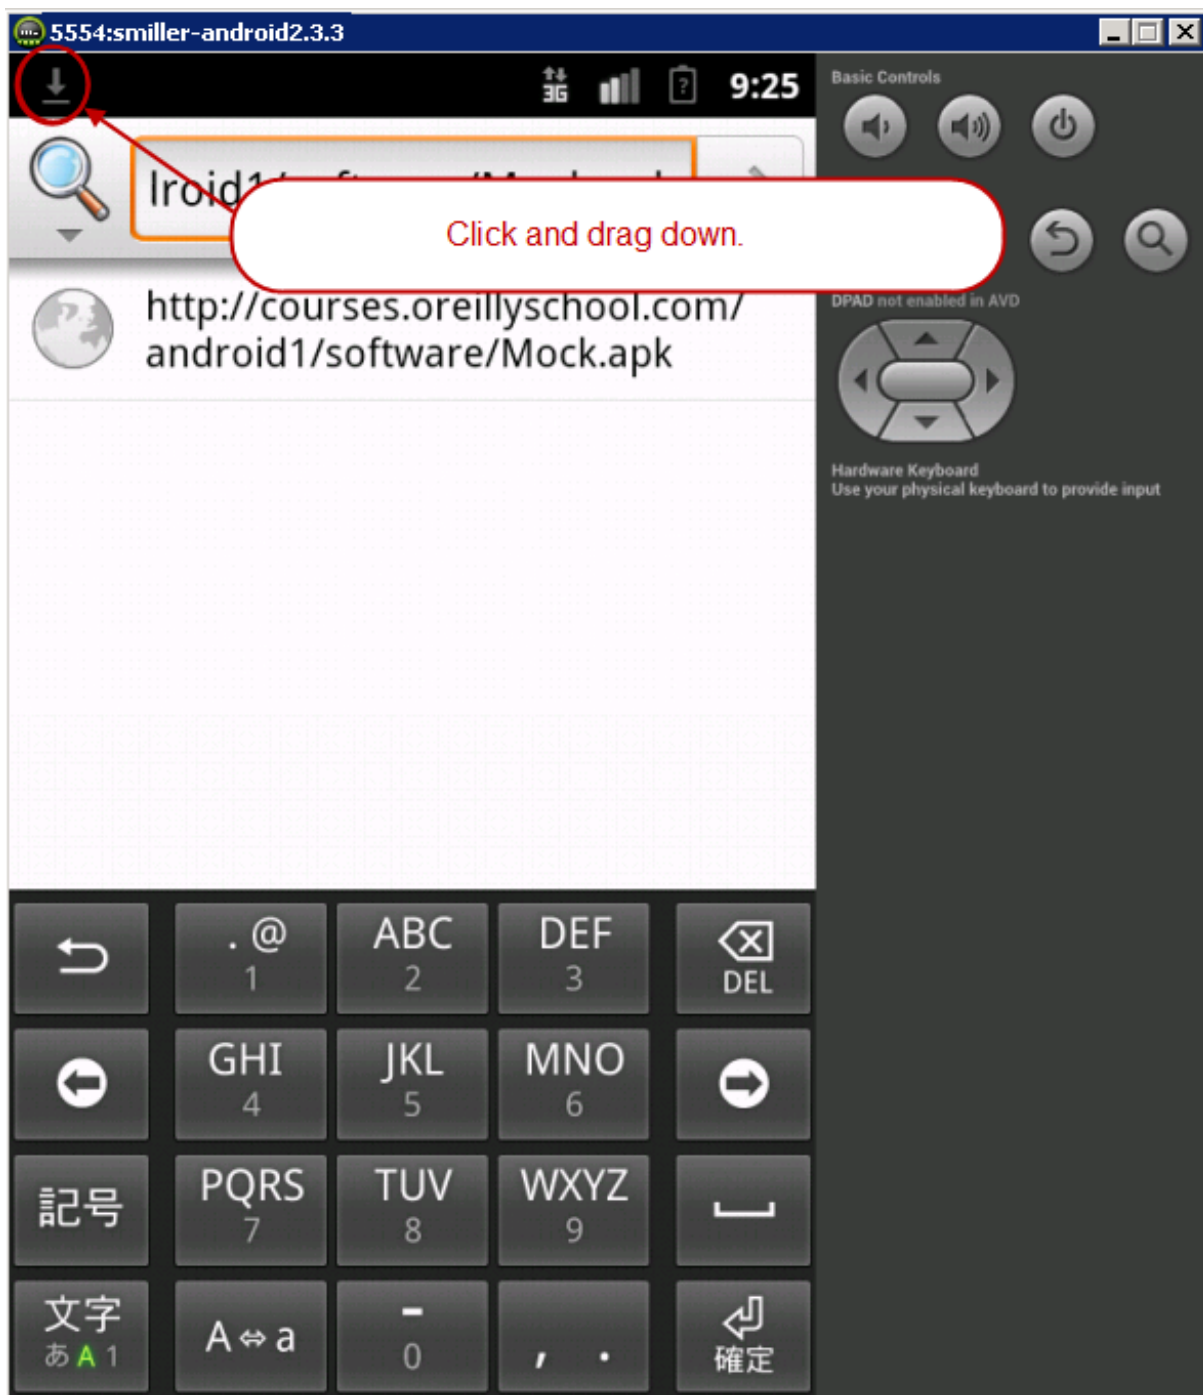 5554:smiller-android2.3.3
3G
?
9:25
Basic Controls
Click and drag down.
http://courses.oreillyschool.com/
android1/software/Mock.apk
DPAD not enabled in AVD
Hardware Keyboard
Use your physical keyboard to provide input
. @
1
ABC
2
DEF
3
DEL
GHI
4
JKL
5
MNO
6
記号
PQRS
7
TUV
8
WXYZ
9
文字
あ A 1
A ⇔ a
-
0
, .
確定